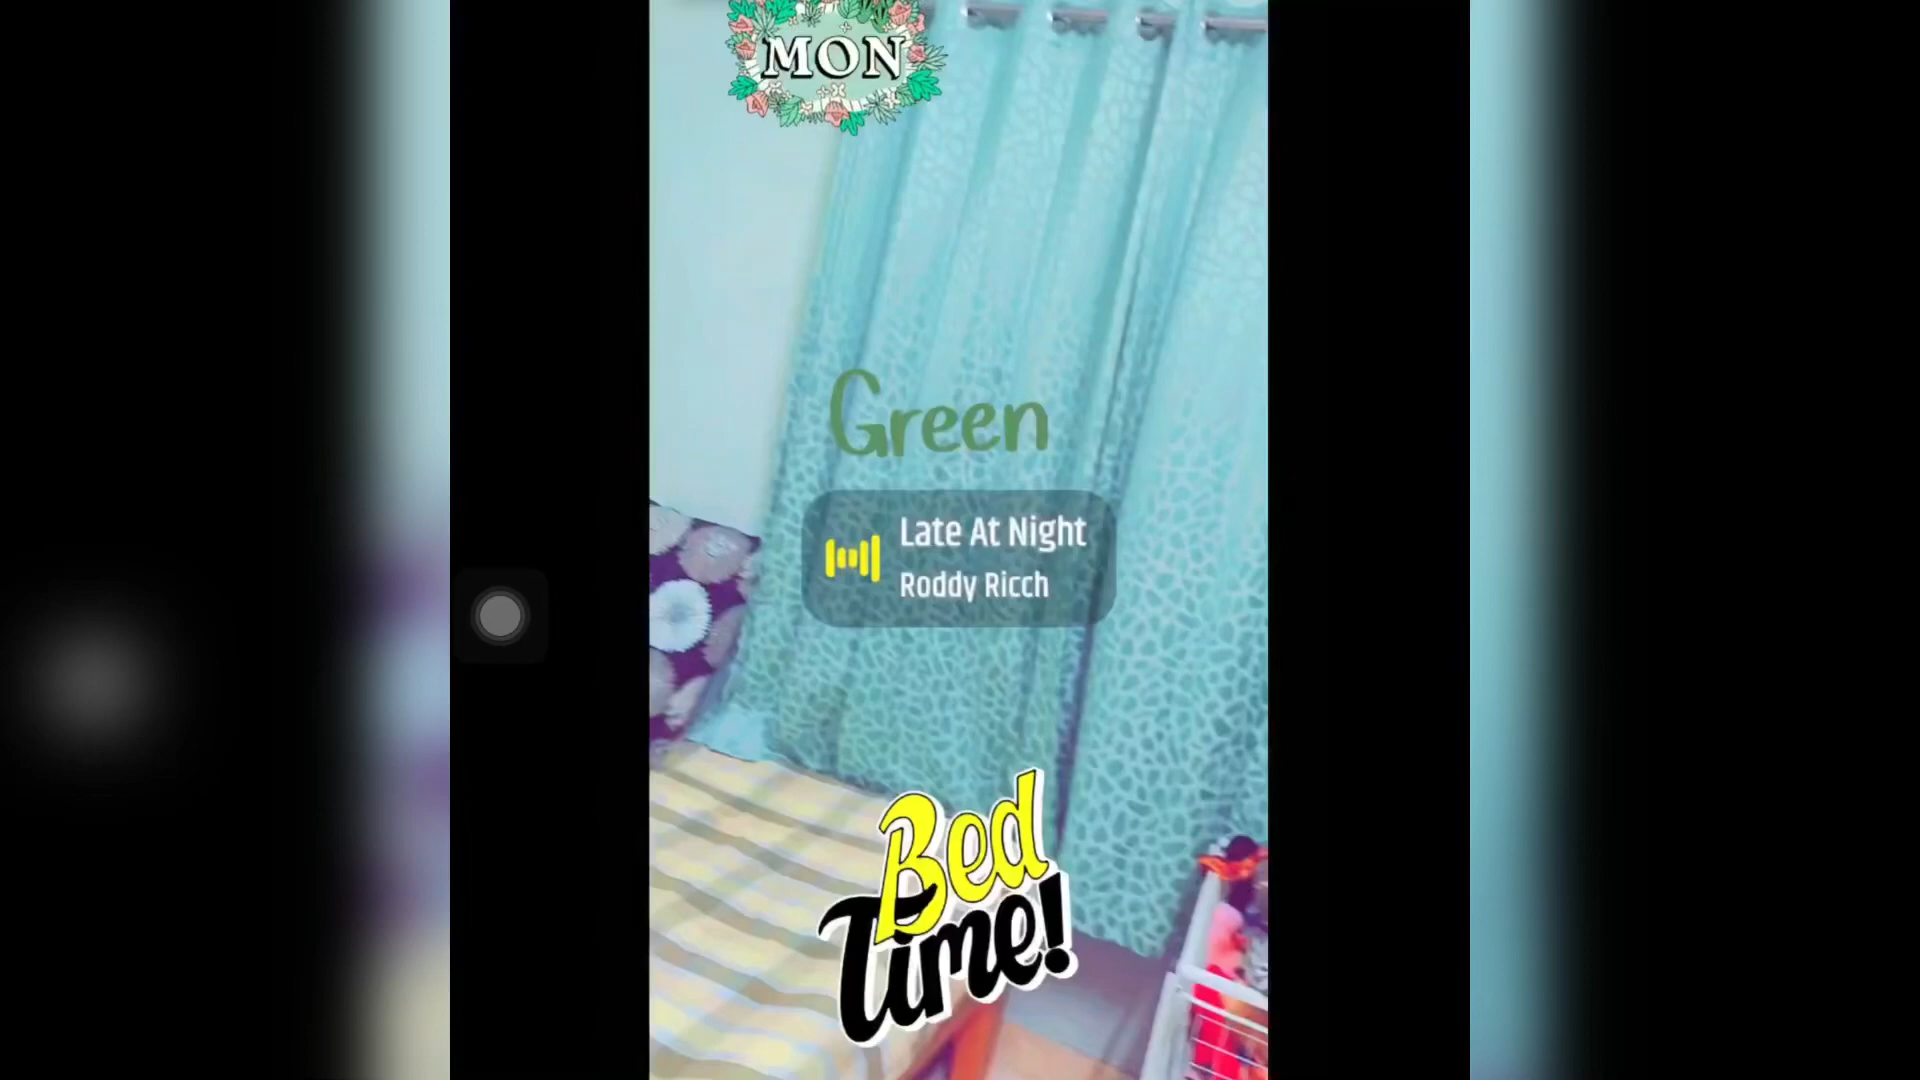 MON
Green
Late At Night
Roddy Ricch
Bed
Time!